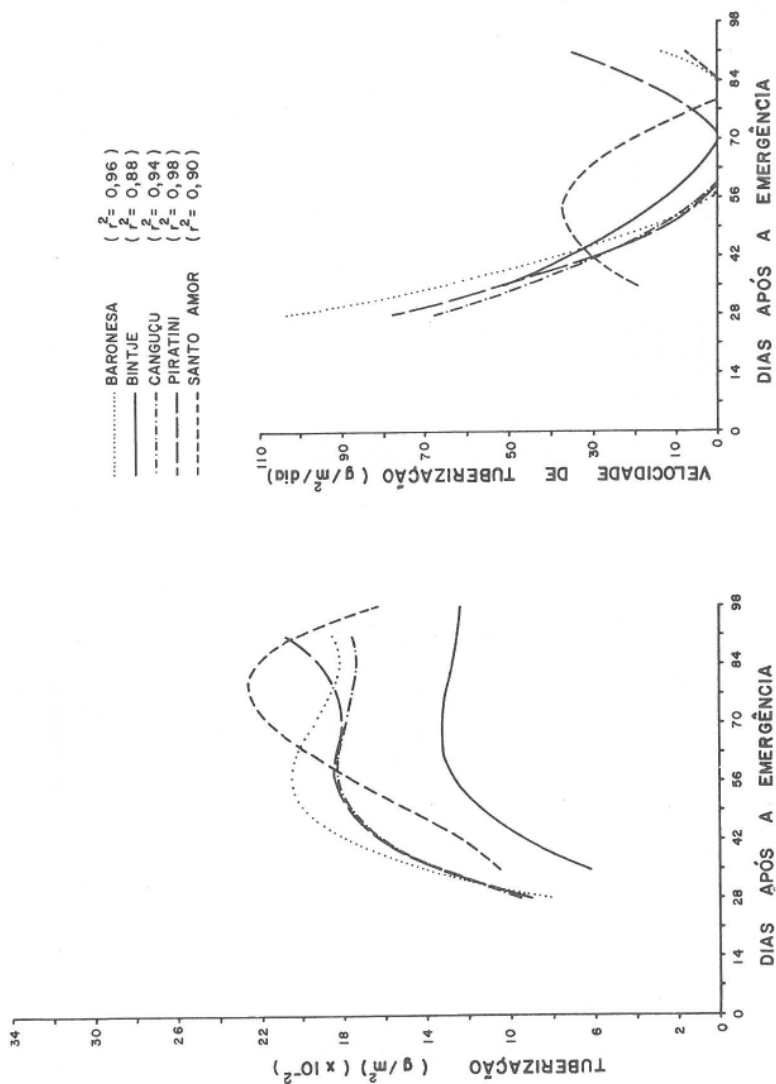 TUBERIZAÇÃO (g/m²) (x 10⁻²)
34
30
26
22
18
14
10
6
2
0
0 14 28 42 56 70 84 98
DIAS APÓS A EMERGÊNCIA
BARONESA (r²= 0,96)
BINTJE (r²= 0,88)
CANGUÇU (r²= 0,94)
PIRATINI (r²= 0,98)
SANTO AMOR (r²= 0,90)
VELOCIDADE DE TUBERIZAÇÃO (g/m²/dia)
110
90
70
50
30
10
0
0 14 28 42 56 70 84 98
DIAS APÓS A EMERGÊNCIA